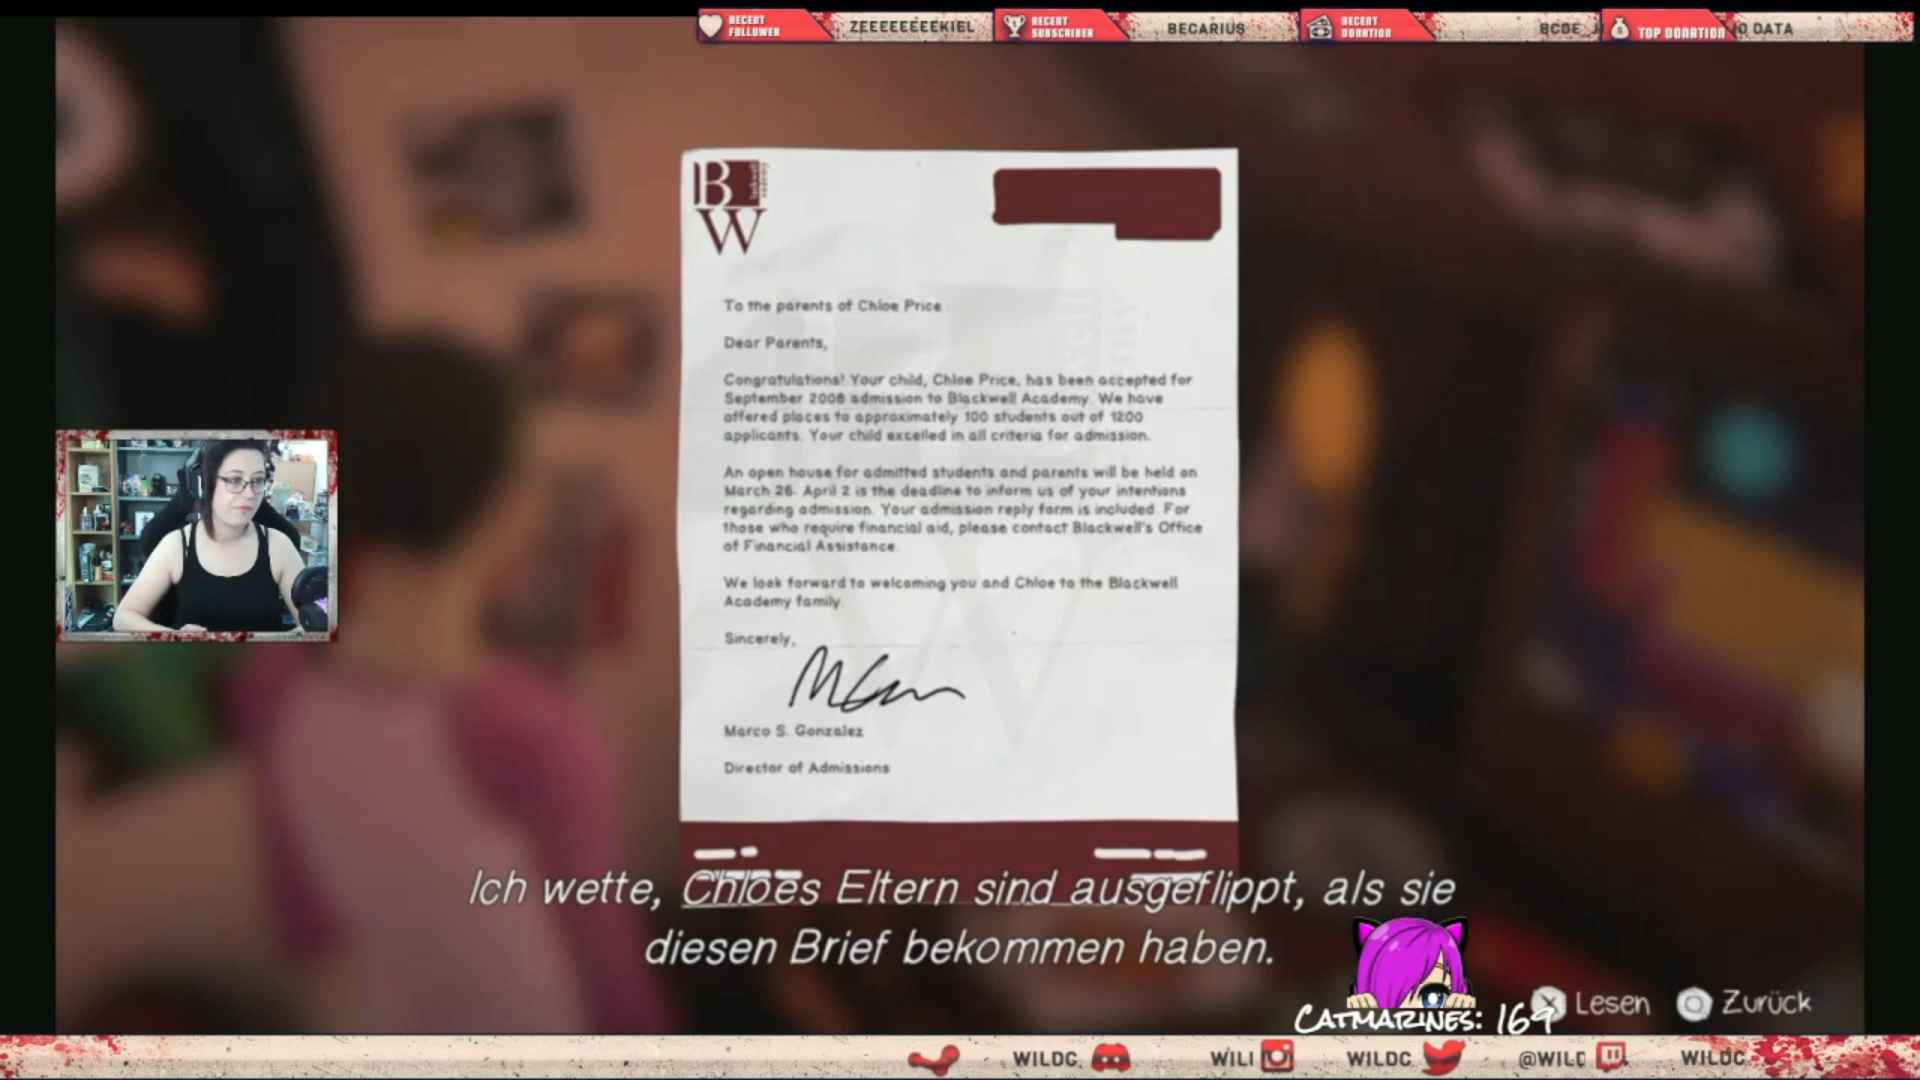 RECENT FOLLOWER
ZEEEEEEEEKIEL
RECENT SUBSCRIBER
BECARIUS
RECENT DONATION
BCDE_
TOP DONATION
DATA
B
W
To the parents of Chloe Price
Dear Parents,
Congratulations! Your child, Chloe Price, has been accepted for
September 2008 admission to Blackwell Academy. We have
offered places to approximately 100 students out of 1200
applicants. Your child excelled in all criteria for admission.
An open house for admitted students and parents will be held on
March 26. April 2 is the deadline to inform us of your intentions
regarding admission. Your admission reply form is included. For
those who require financial aid, please contact Blackwell's Office
of Financial Assistance.
We look forward to welcoming you and Chloe to the Blackwell
Academy family.
Sincerely,
Marco S. Gonzalez
Director of Admissions
Ich wette, Chloes Eltern sind ausgeflippt, als sie
diesen Brief bekommen haben.
CATMARINES: 169
Lesen
Zurück
WILDC
WILI
WILDC
@WILD
WILDC